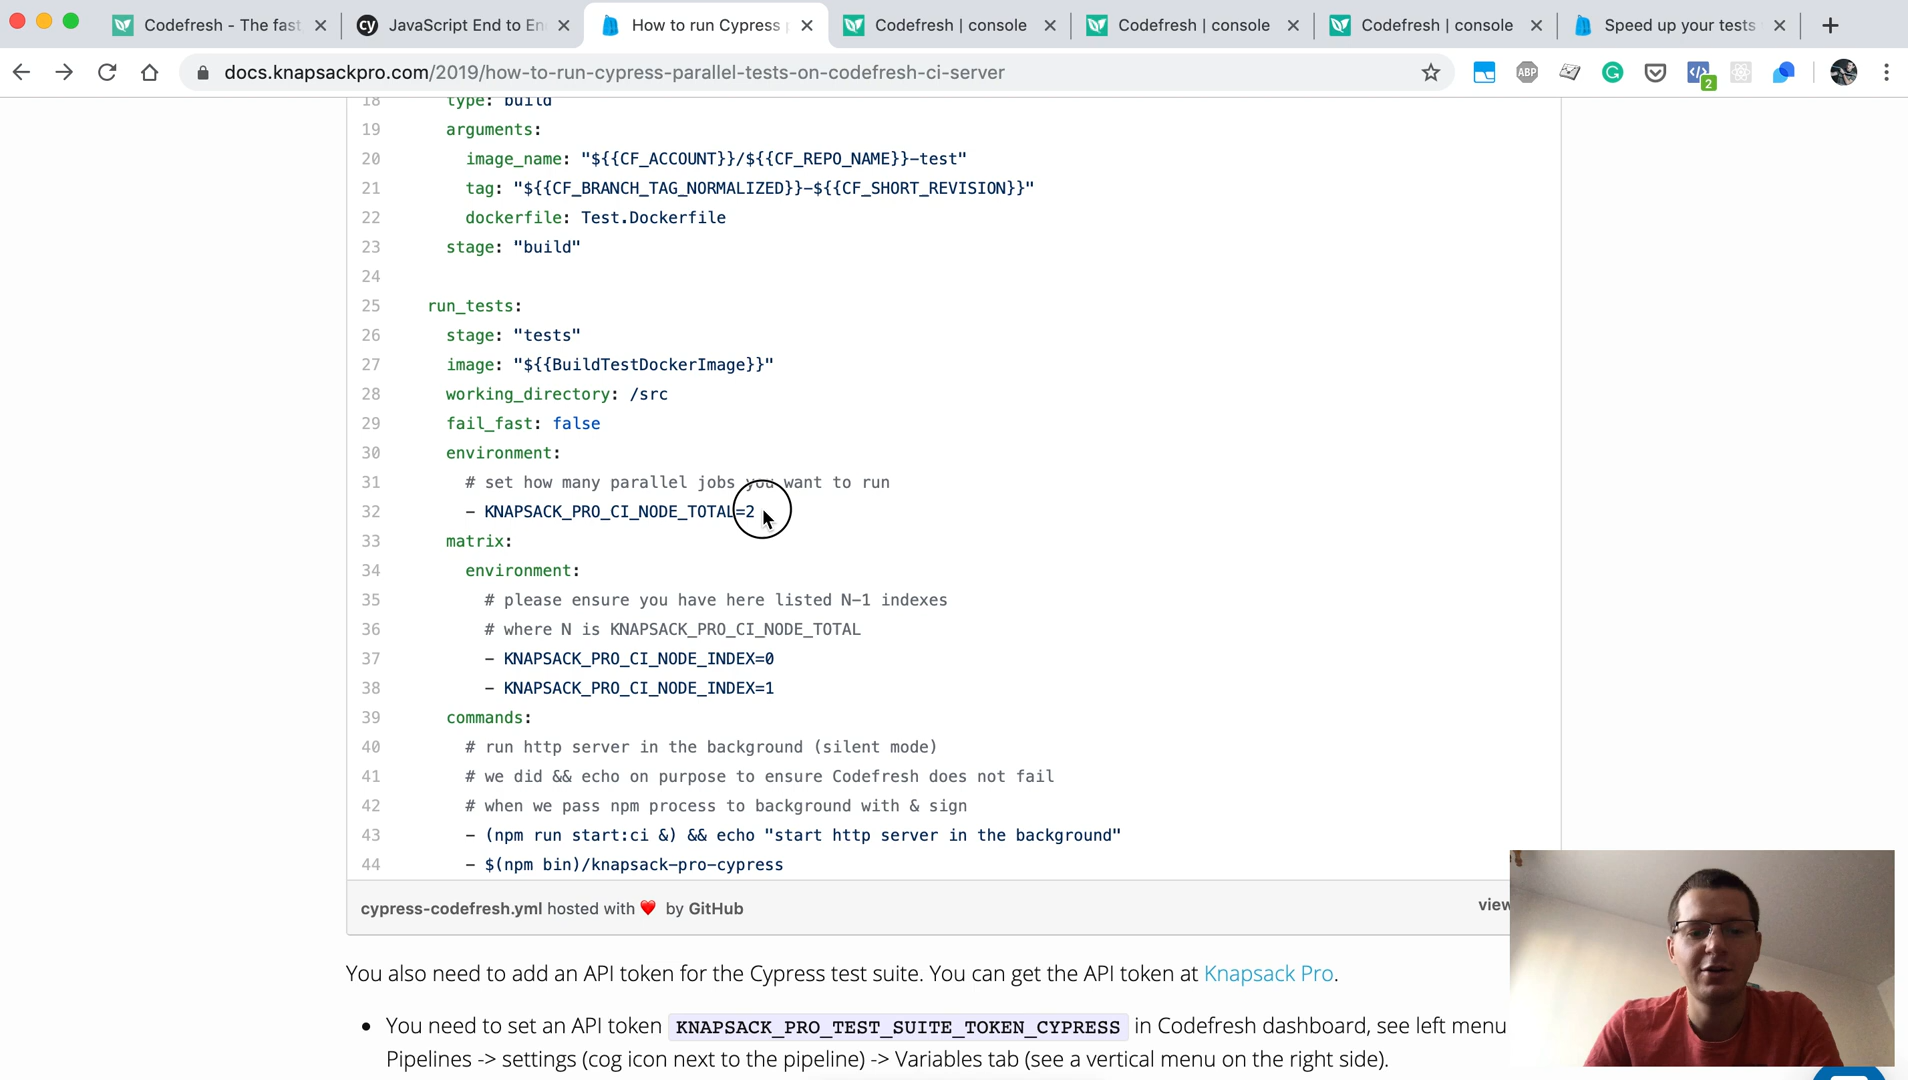 Codefresh - The fast
JavaScript End to En
How to run Cypress p
Codefresh | console
Codefresh | console
Codefresh | console
Speed up your tests
docs.knapsackpro.com/2019/how-to-run-cypress-parallel-tests-on-codefresh-ci-server
ABP
2
18 type: build
19 arguments:
20 image_name: "${{CF_ACCOUNT}}/${{CF_REPO_NAME}}-test"
21 tag: "${{CF_BRANCH_TAG_NORMALIZED}}-${{CF_SHORT_REVISION}}"
22 dockerfile: Test.Dockerfile
23 stage: "build"
24
25 run_tests:
26 stage: "tests"
27 image: "${{BuildTestDockerImage}}"
28 working_directory: /src
29 fail_fast: false
30 environment:
31 # set how many parallel jobs you want to run
32 - KNAPSACK_PRO_CI_NODE_TOTAL=2
33 matrix:
34 environment:
35 # please ensure you have here listed N-1 indexes
36 # where N is KNAPSACK_PRO_CI_NODE_TOTAL
37 - KNAPSACK_PRO_CI_NODE_INDEX=0
38 - KNAPSACK_PRO_CI_NODE_INDEX=1
39 commands:
40 # run http server in the background (silent mode)
41 # we did && echo on purpose to ensure Codefresh does not fail
42 # when we pass npm process to background with & sign
43 - (npm run start:ci &) && echo "start http server in the background"
44 - $(npm bin)/knapsack-pro-cypress
cypress-codefresh.yml hosted with ❤ by GitHub
view
You also need to add an API token for the Cypress test suite. You can get the API token at Knapsack Pro.
• You need to set an API token KNAPSACK_PRO_TEST_SUITE_TOKEN_CYPRESS in Codefresh dashboard, see left menu
Pipelines -> settings (cog icon next to the pipeline) -> Variables tab (see a vertical menu on the right side).